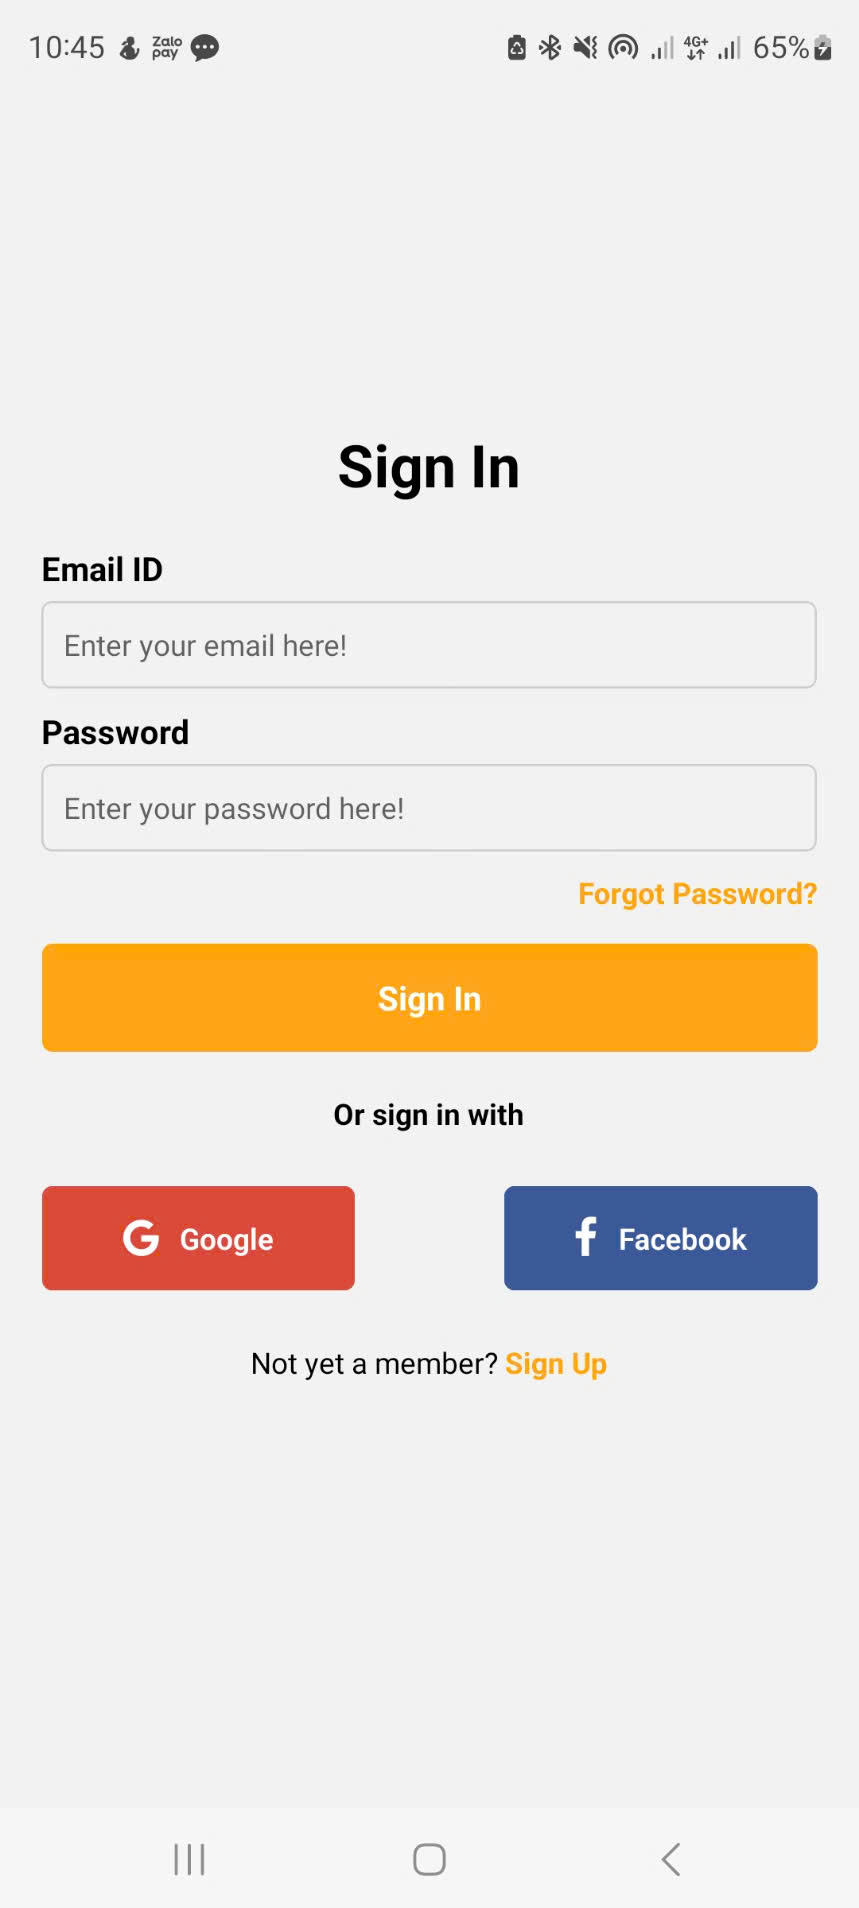 10:45 Zalo pay 4G+ 65%
Sign In
Email ID
Enter your email here!
Password
Enter your password here!
Forgot Password?
Sign In
Or sign in with
G Google f Facebook
Not yet a member? Sign Up